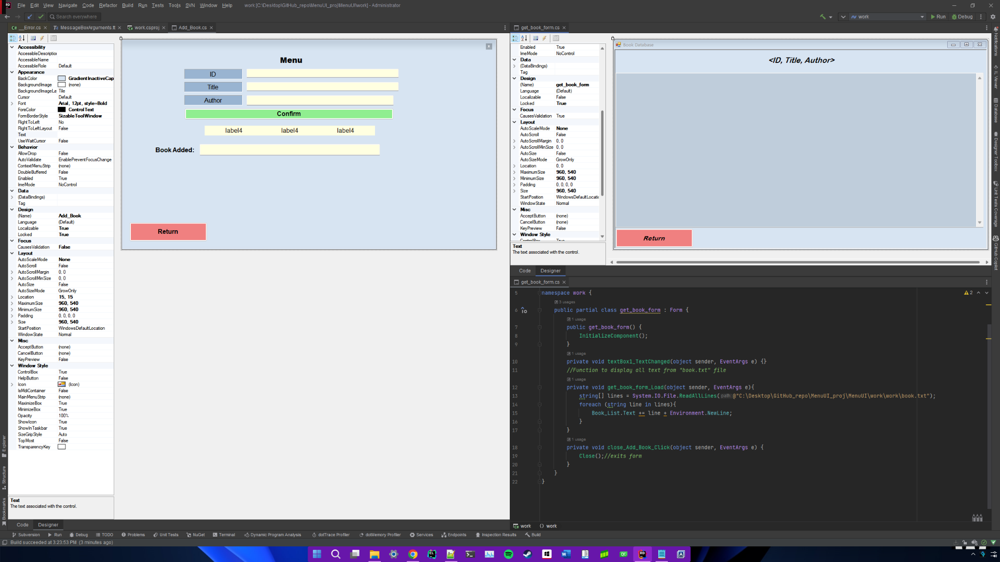 File Edit View Navigate Code Refactor Build Run Tests Tools SVN Window Help work [C:\Desktop\GitHub_repo\MenuUI_proj\MenuUI\work] - Administrator
Search everywhere
work
Run
Debug
__Error.cs
MessageBoxArguments.tt
work.csproj
Add_Book.cs
Accessibility
AccessibleDescription
AccessibleName
AccessibleRole Default
Appearance
BackColor GradientInactiveCap
BackgroundImage (none)
BackgroundImageLa Tile
Cursor Default
Font Arial, 12pt, style=Bold
ForeColor ControlText
FormBorderStyle SizableToolWindow
RightToLeft No
RightToLeftLayout False
Text
UseWaitCursor False
Behavior
AllowDrop False
AutoValidate EnablePreventFocusChange
ContextMenuStrip (none)
DoubleBuffered False
Enabled True
ImeMode NoControl
Data
(DataBindings)
Tag
Design
(Name) Add_Book
Language (Default)
Localizable True
Locked True
Focus
CausesValidation False
Layout
AutoScaleMode None
AutoScroll False
AutoScrollMargin 0, 0
AutoScrollMinSize 0, 0
AutoSize False
AutoSizeMode GrowOnly
Location 15, 15
MaximumSize 960, 540
MinimumSize 960, 540
Padding 0, 0, 0, 0
Size 960, 540
StartPosition WindowsDefaultLocation
WindowState Normal
Misc
AcceptButton (none)
CancelButton (none)
KeyPreview False
Window Style
ControlBox True
HelpButton False
Icon (Icon)
IsMdiContainer False
MainMenuStrip (none)
MaximizeBox True
MinimizeBox True
Opacity 100%
ShowIcon True
ShowInTaskbar True
SizeGripStyle Auto
TopMost False
TransparencyKey
Text
The text associated with the control.
Code Designer
Menu
ID
Title
Author
Confirm
label4 label4 label4
Book Added:
Return
get_book_form.cs
Enabled True
ImeMode NoControl
Data
(DataBindings)
Tag
Design
(Name) get_book_form
Language (Default)
Localizable False
Locked True
Focus
CausesValidation True
Layout
AutoScaleMode None
AutoScroll False
AutoScrollMargin 0, 0
AutoScrollMinSize 0, 0
AutoSize False
AutoSizeMode GrowOnly
Location 0, 0
MaximumSize 960, 540
MinimumSize 960, 540
Padding 0, 0, 0, 0
Size 960, 540
StartPosition WindowsDefaultLocati
WindowState Normal
Misc
AcceptButton (none)
CancelButton (none)
KeyPreview False
Window Style
ControlBox True
Text
The text associated with the control.
Code Designer
Book Database
<ID, Title, Author>
Return
get_book_form.cs
2
5 namespace work {
3 usages
6 public partial class get_book_form : Form {
1 usage
7 public get_book_form() {
8 InitializeComponent();
9 }
1 usage
10 private void textBox1_TextChanged(object sender, EventArgs e) {}
11 //Function to display all text from "book.txt" file
1 usage
12 private void get_book_form_Load(object sender, EventArgs e){
13 string[] lines = System.IO.File.ReadAllLines( path: @"C:\Desktop\GitHub_repo\MenuUI_proj\MenuUI\work\work\book.txt");
14 foreach (string line in lines){
15 Book_List.Text += line + Environment.NewLine;
16 }
17 }
1 usage
18 private void close_Add_Book_Click(object sender, EventArgs e) {
19 Close();//exits form
20 }
21 }
22 }
work work
Notifications
IL Viewer
Database
Designer Toolbox
Unit Tests Coverage
GitHub Copilot
Explorer
Structure
Bookmarks
Subversion Run Debug TODO Problems Unit Tests NuGet Terminal Dynamic Program Analysis dotTrace Profiler dotMemory Profiler Services Endpoints Inspection Results Build
Build succeeded at 3:23:53 PM (3 minutes ago)